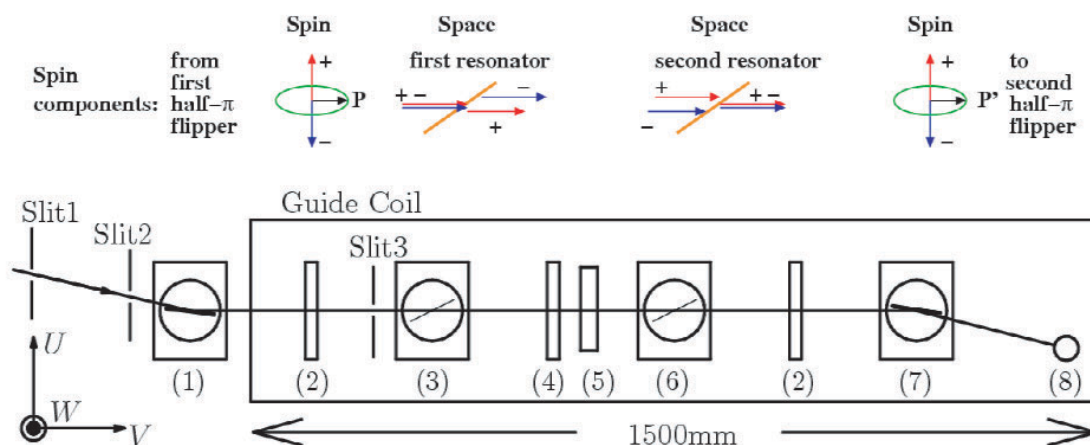 Spin
Space
Space
Spin
Spin
components:
from
first
half-π
flipper
+
P
−
first resonator
+ −
−
+
second resonator
+
−
+ −
+
P'
−
to
second
half-π
flipper
Guide Coil
Slit1
Slit2
Slit3
U
W
V
(1)
(2)
(3)
(4)
(5)
(6)
(2)
(7)
(8)
1500mm